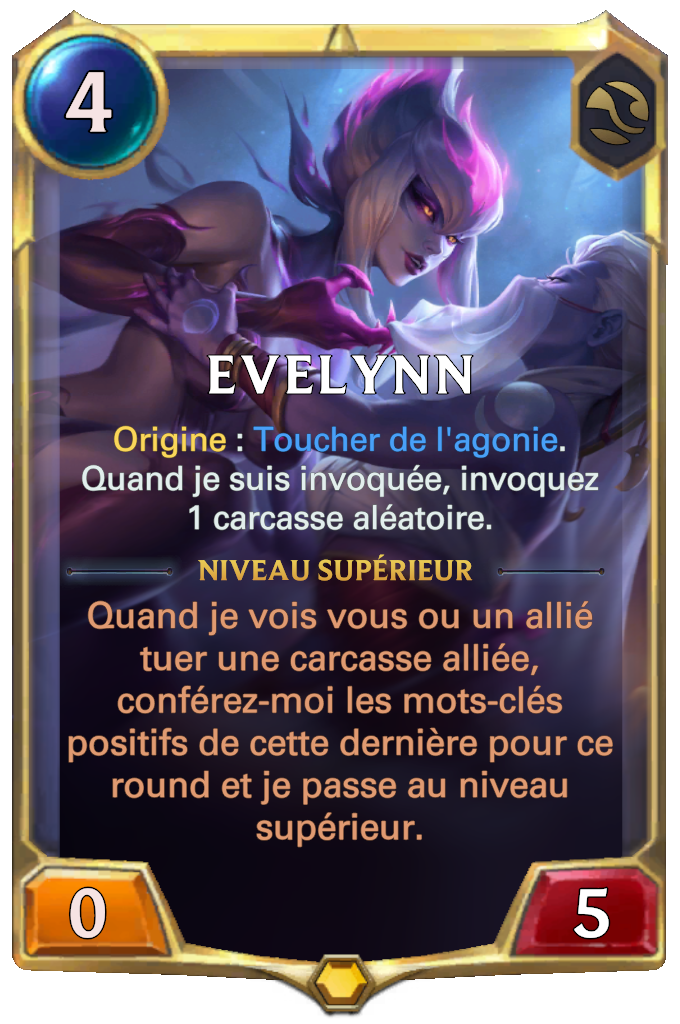 4
EVELYNN
Origine : Toucher de l'agonie.
Quand je suis invoquée, invoquez
1 carcasse aléatoire.
NIVEAU SUPÉRIEUR
Quand je vois vous ou un allié
tuer une carcasse alliée,
conférez-moi les mots-clés
positifs de cette dernière pour ce
round et je passe au niveau
supérieur.
0
5